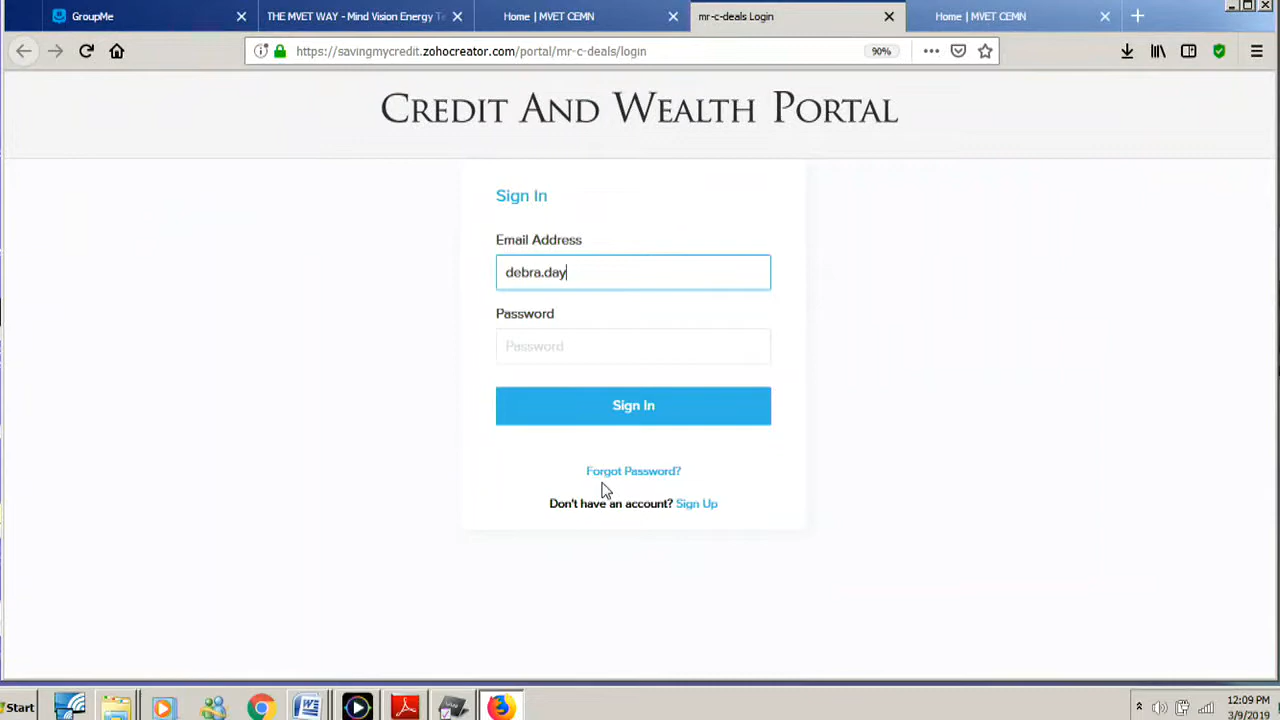 GroupMe
THE MVET WAY - Mind Vision Energy T
Home | MVET CEMN
mr-c-deals Login
Home | MVET CEMN
https://savingmycredit.zohocreator.com/portal/mr-c-deals/login
90%
CREDIT AND WEALTH PORTAL
Sign In
Email Address
debra.day
Password
Password
Sign In
Forgot Password?
Don't have an account? Sign Up
Start
12:09 PM
3/9/2019